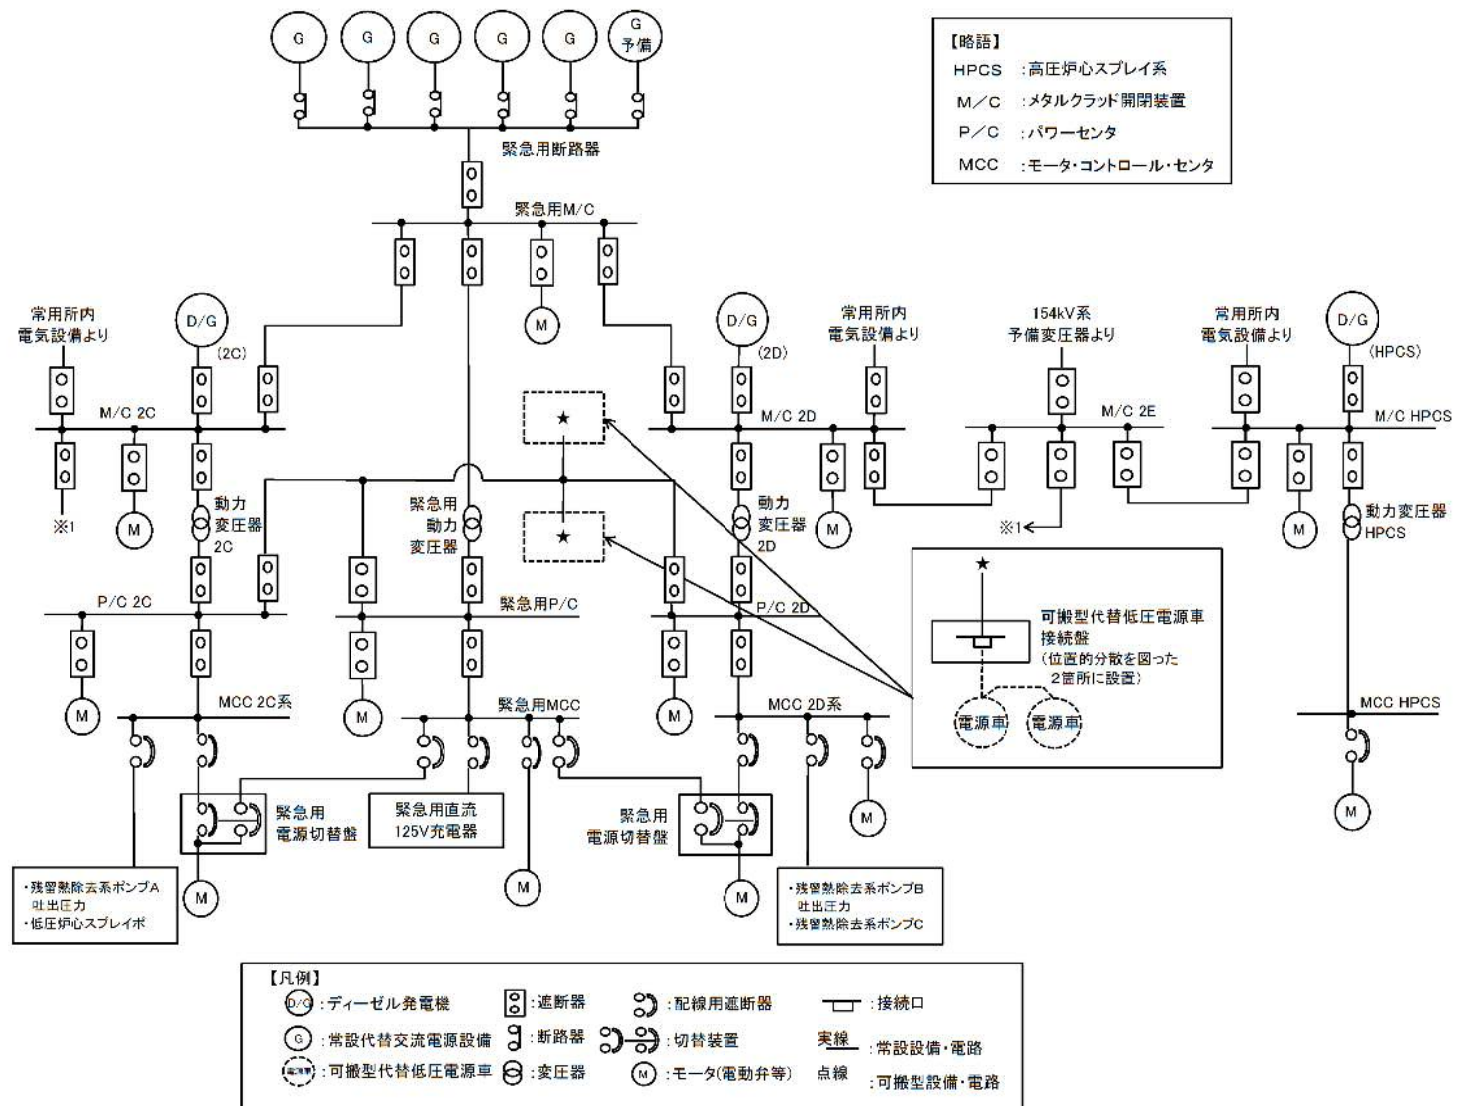 G
G
G
G
G
G
予備
【略語】
HPCS :高圧炉心スプレイ系
M/C :メタルクラッド開閉装置
P/C :パワーセンタ
MCC :モータ・コントロール・センタ
緊急用断路器
緊急用M/C
常用所内
電気設備より
D/G
(2C)
M
D/G
(2D)
常用所内
電気設備より
154kV系
予備変圧器より
常用所内
電気設備より
D/G
(HPCS)
M/C 2C
★
M/C 2D
M/C 2E
M/C HPCS
※1
M
動力
変圧器
2C
緊急用
動力
変圧器
★
動力
変圧器
2D
M
※1
M
動力変圧器
HPCS
P/C 2C
緊急用P/C
P/C 2D
★
可搬型代替低圧電源車
接続盤
(位置的分散を図った
2箇所に設置)
電源車
電源車
M
M
M
MCC 2C系
緊急用MCC
MCC 2D系
MCC HPCS
緊急用
電源切替盤
緊急用直流
125V充電器
緊急用
電源切替盤
M
M
・残留熱除去系ポンプA
吐出圧力
・低圧炉心スプレイポ
M
M
M
・残留熱除去系ポンプB
吐出圧力
・残留熱除去系ポンプC
【凡例】
D/G :ディーゼル発電機
:遮断器
:配線用遮断器
:接続口
G :常設代替交流電源設備
:断路器
:切替装置
実線 :常設設備・電路
電源車 :可搬型代替低圧電源車
:変圧器
M :モータ(電動弁等)
点線 :可搬型設備・電路